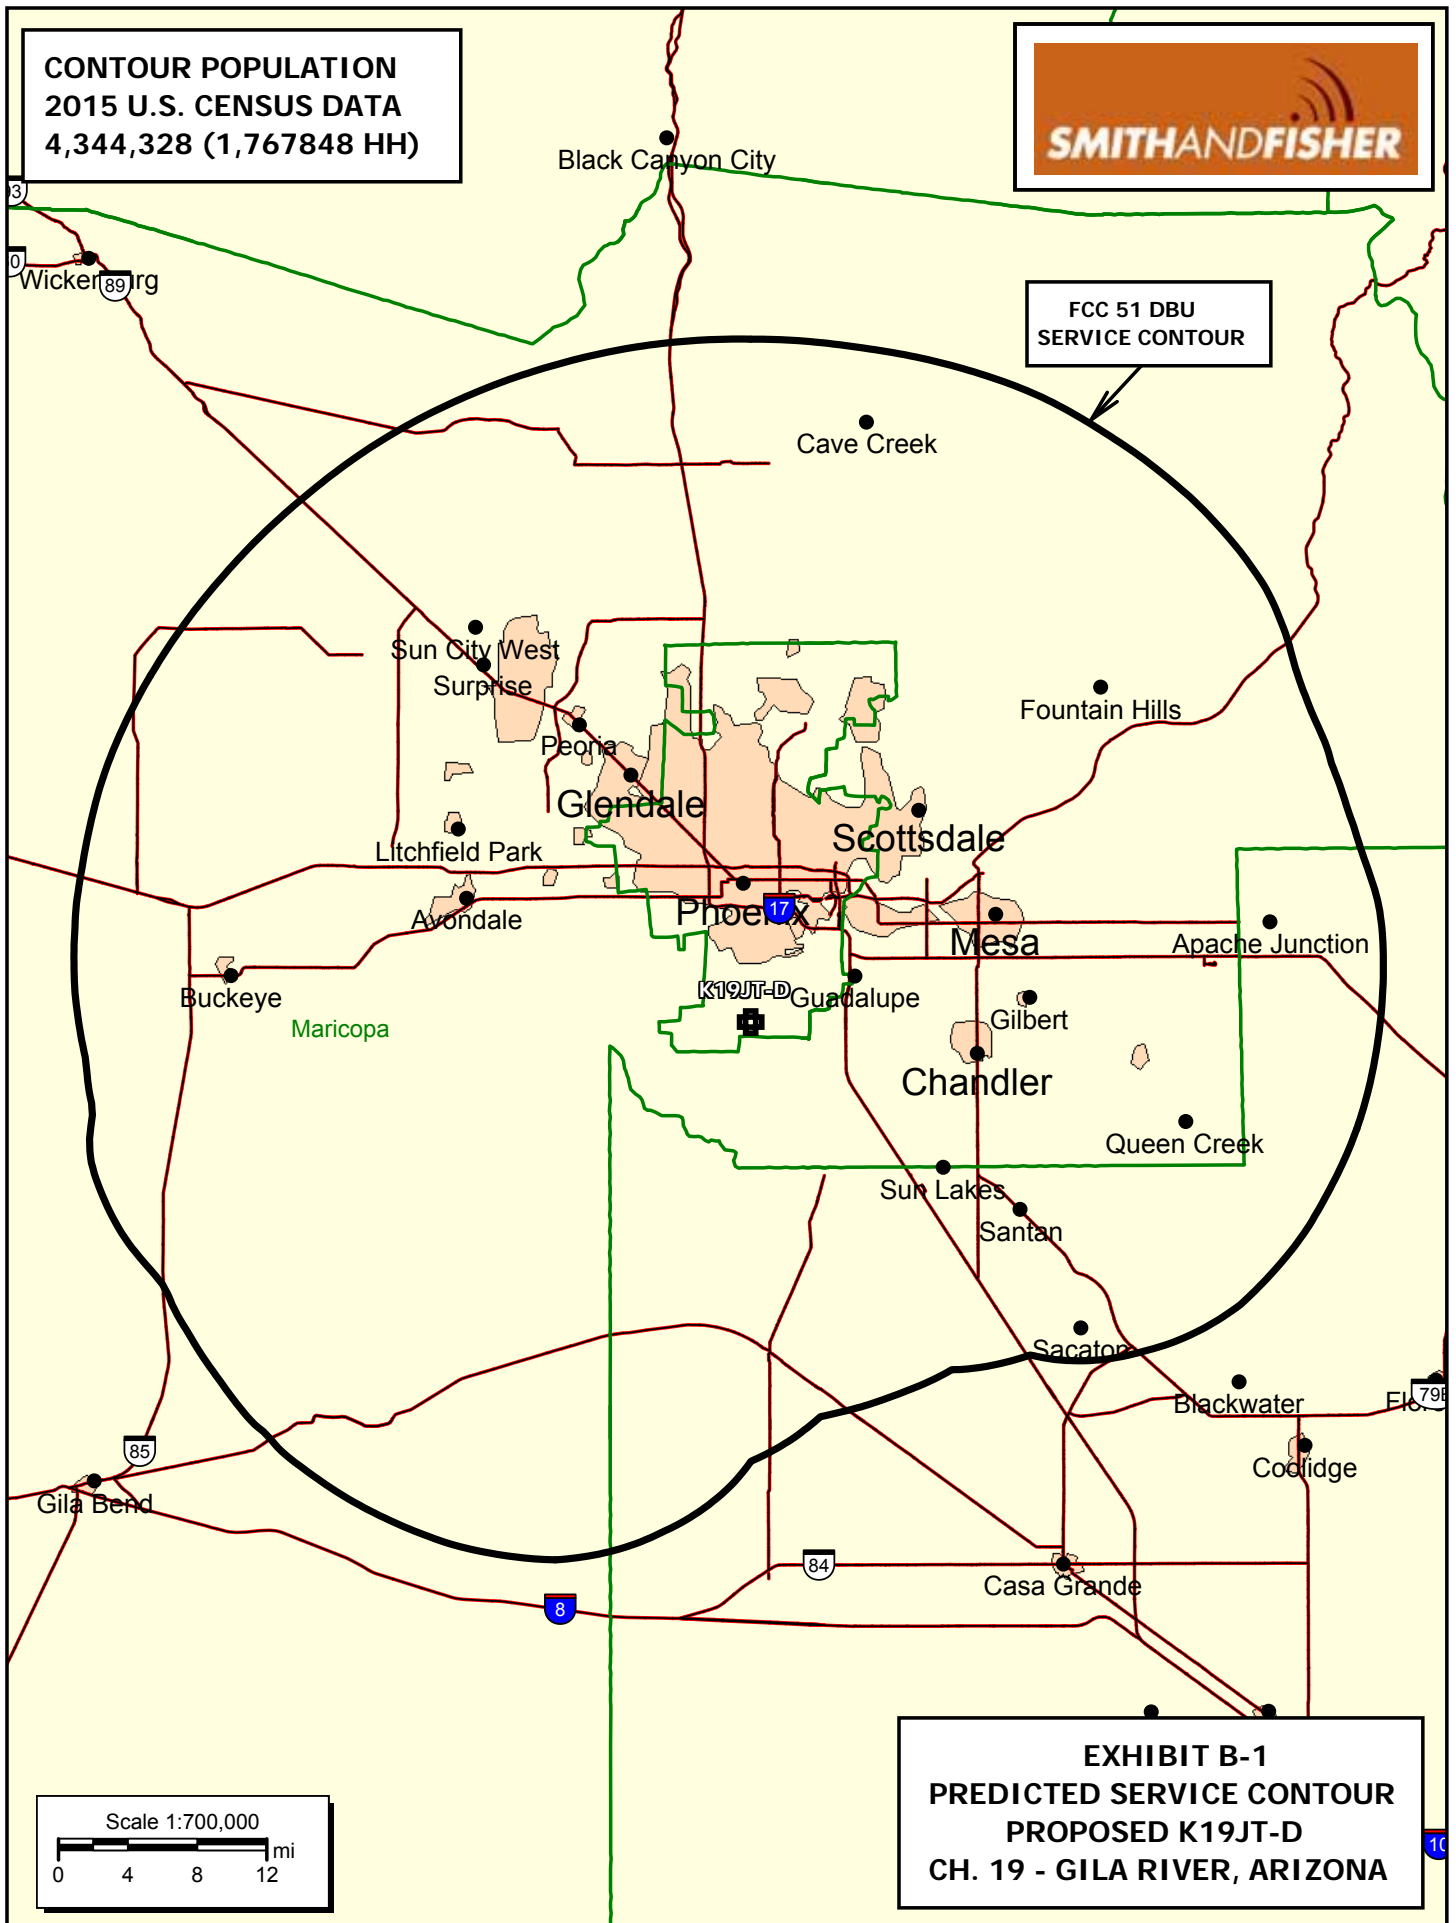 CONTOUR POPULATION
2015 U.S. CENSUS DATA
4,344,328 (1,767848 HH)
SMITHANDFISHER
Black Canyon City
93
Wickenburg
89
FCC 51 DBU
SERVICE CONTOUR
Cave Creek
Sun City West
Surprise
Fountain Hills
Peoria
Glendale
Scottsdale
Litchfield Park
Avondale
Phoenix
17
Mesa
Apache Junction
Buckeye
K19JT-D
Guadalupe
Gilbert
Maricopa
Chandler
Queen Creek
Sun Lakes
Santan
Sacaton
Blackwater
79B
85
Coolidge
Gila Bend
84
Casa Grande
8
EXHIBIT B-1
PREDICTED SERVICE CONTOUR
PROPOSED K19JT-D
CH. 19 - GILA RIVER, ARIZONA
10
Scale 1:700,000
mi
0 4 8 12